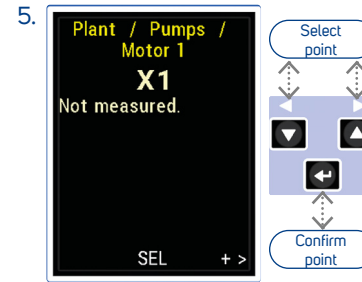 5.
Plant / Pumps /
Motor 1
X1
Not measured.
SEL + >
Select
point
Confirm
point